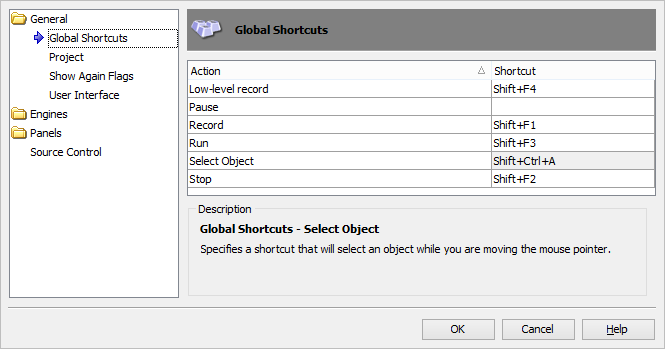 General
Global Shortcuts
Project
Show Again Flags
User Interface
Engines
Panels
Source Control
Global Shortcuts
Action Shortcut
Low-level record Shift+F4
Pause
Record Shift+F1
Run Shift+F3
Select Object Shift+Ctrl+A
Stop Shift+F2
Description
Global Shortcuts - Select Object
Specifies a shortcut that will select an object while you are moving the mouse pointer.
OK Cancel Help